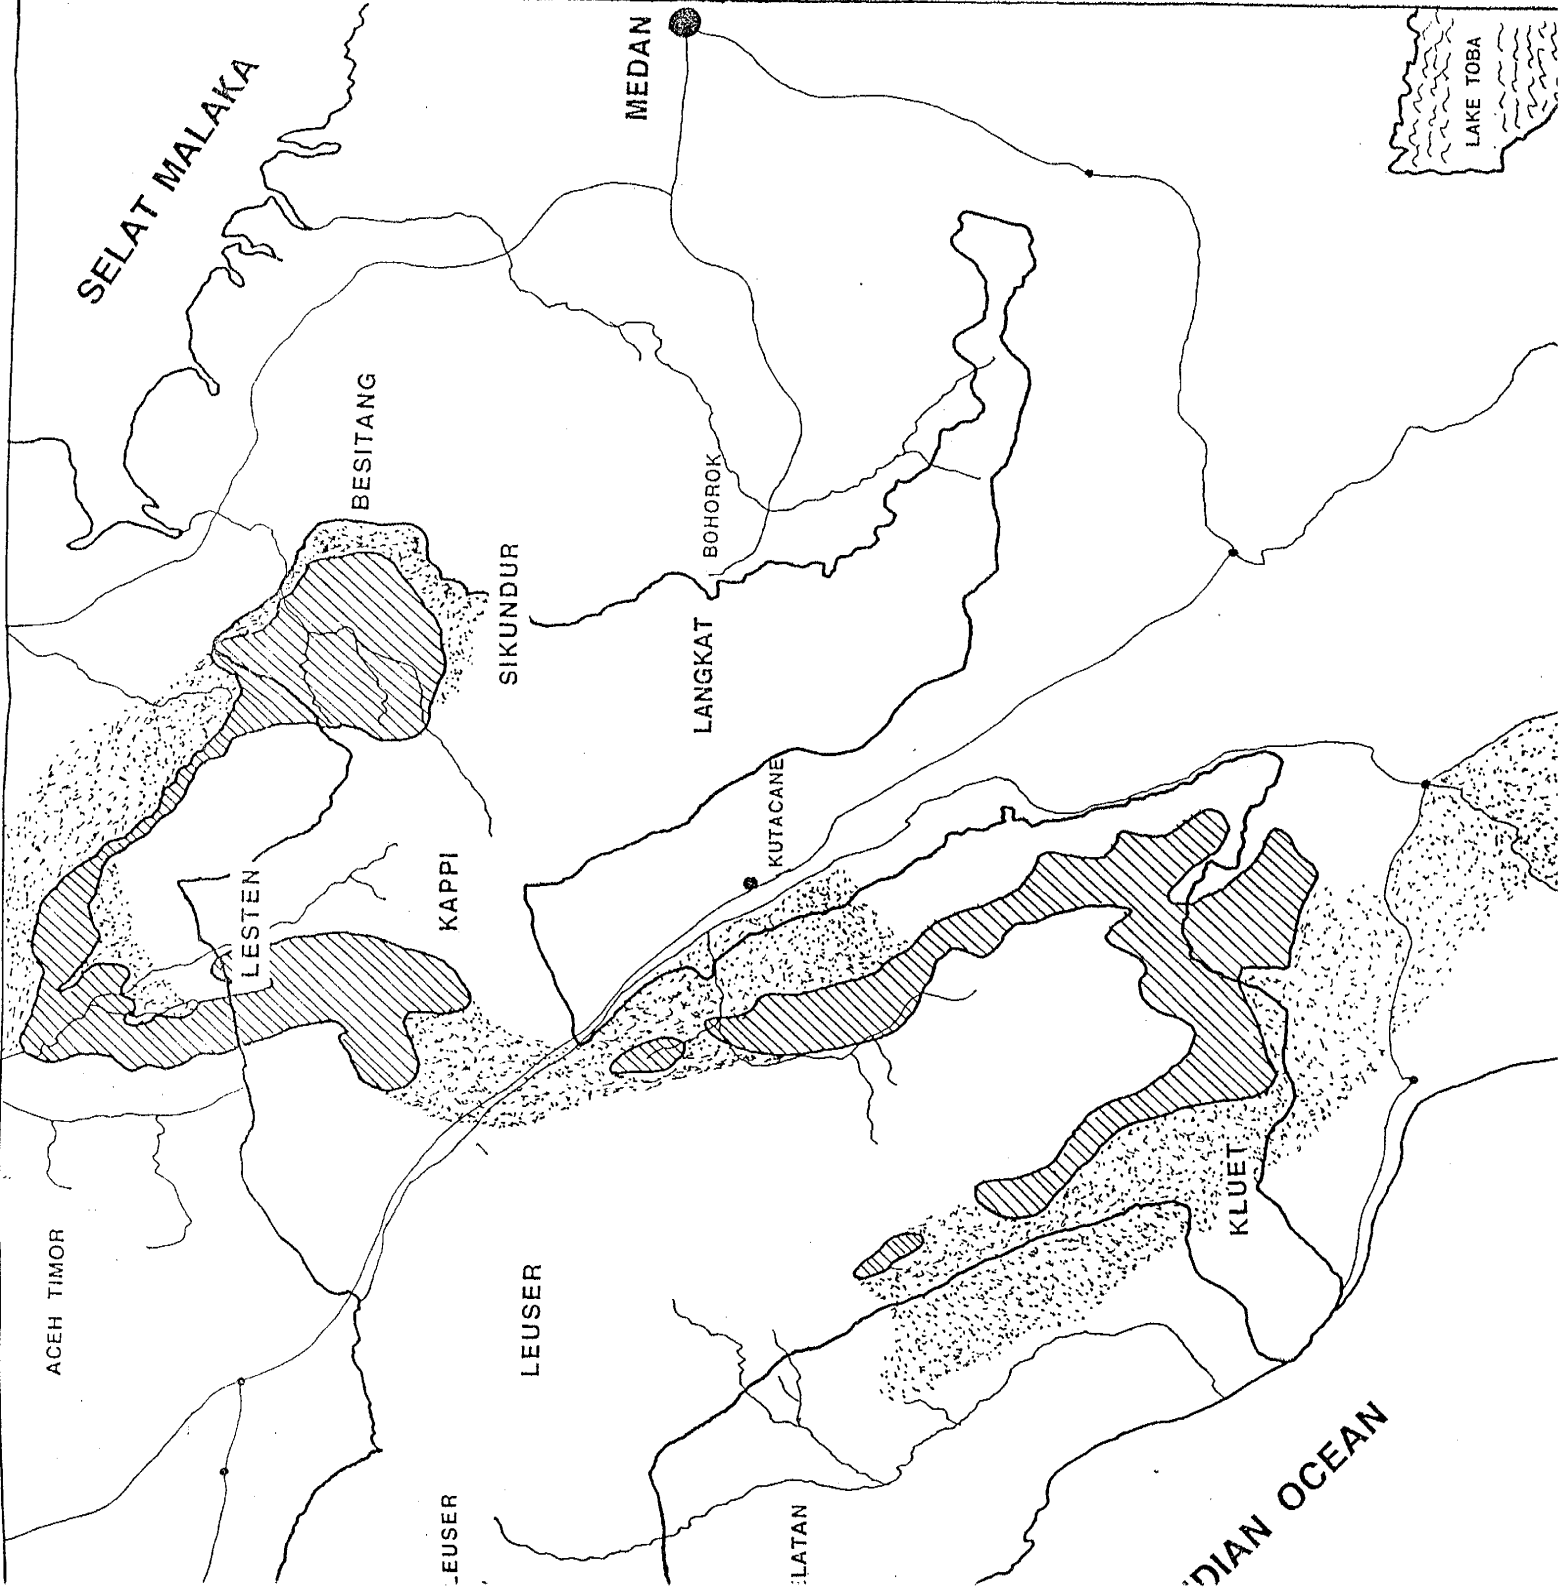 SELAT MALAKA
MEDAN
LAKE TOBA
BESITANG
SIKUNDUR
BOHOROK
LANGKAT
KUTACANE
LESTEN
KAPPI
ACEH TIMOR
LEUSER
KLUET
LEUSER
ELATAN
DIAN OCEAN